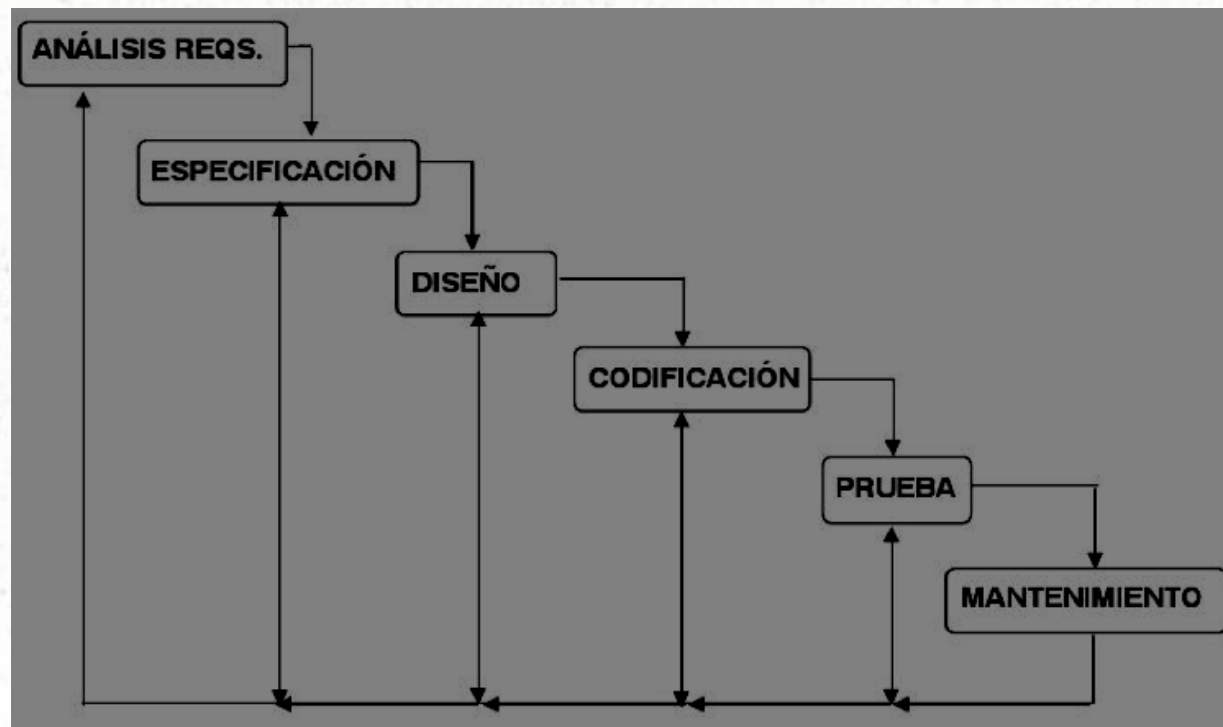 ANÁLISIS REQS.
ESPECIFICACIÓN
DISEÑO
CODIFICACIÓN
PRUEBA
MANTENIMIENTO